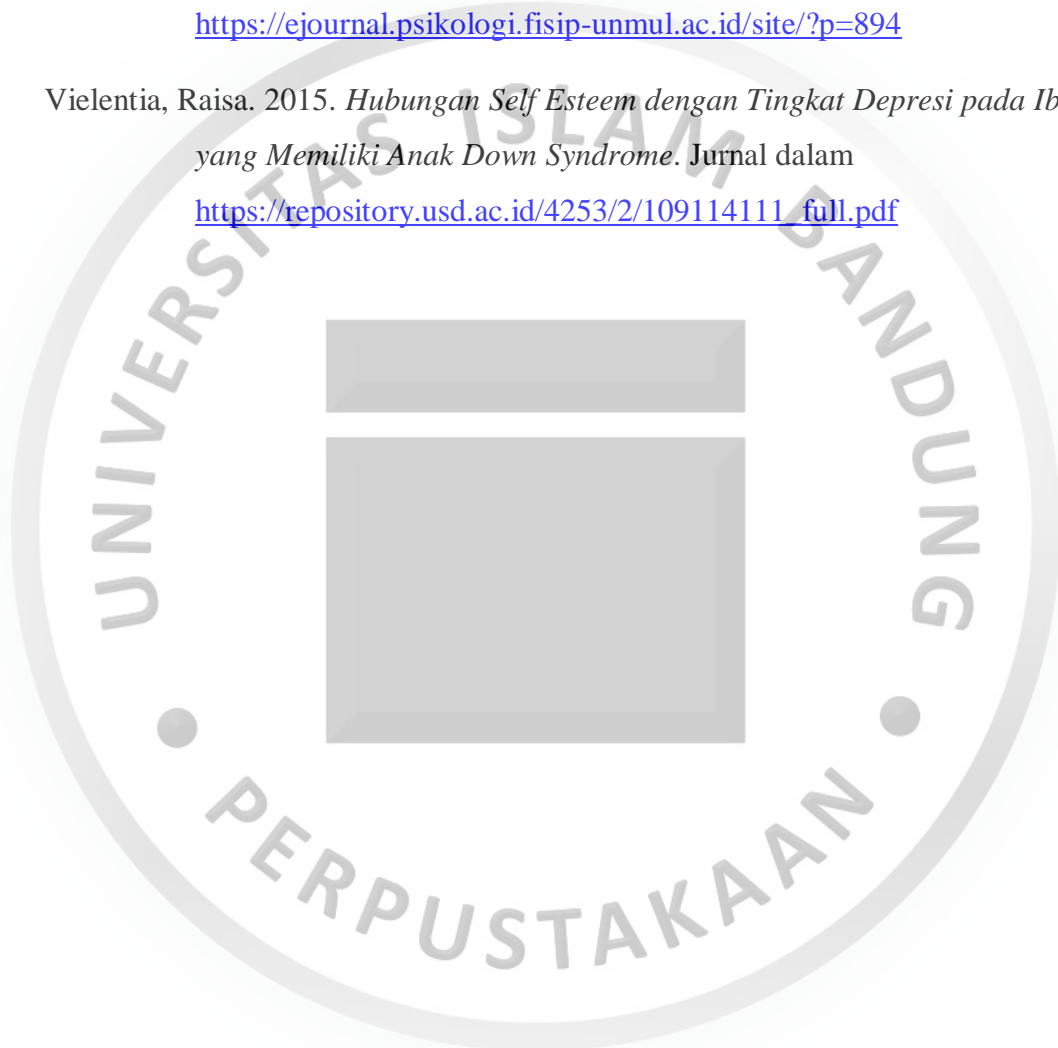 https://ejournal.psikologi.fisip-unmul.ac.id/site/?p=894
Vielentia, Raisa. 2015. Hubungan Self Esteem dengan Tingkat Depresi pada Ib
yang Memiliki Anak Down Syndrome. Jurnal dalam
https://repository.usd.ac.id/4253/2/109114111_full.pdf
UNIVERSITAS ISLAM BANDUNG
PERPUSTAKAAN